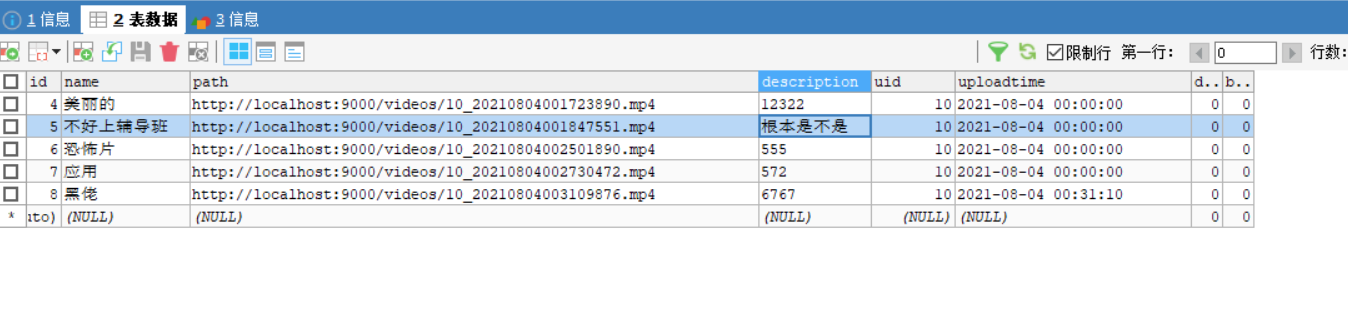 1 信息 2 表数据 3 信息
限制行 第一行: 0 行数:
id name path description uid uploadtime d.. b..
4 美丽的 http://localhost:9000/videos/10_20210804001723890.mp4 12322 10 2021-08-04 00:00:00 0 0
5 不好上辅导班 http://localhost:9000/videos/10_20210804001847551.mp4 根本是不是 10 2021-08-04 00:00:00 0 0
6 恐怖片 http://localhost:9000/videos/10_20210804002501890.mp4 555 10 2021-08-04 00:00:00 0 0
7 应用 http://localhost:9000/videos/10_20210804002730472.mp4 572 10 2021-08-04 00:00:00 0 0
8 黑佬 http://localhost:9000/videos/10_20210804003109876.mp4 6767 10 2021-08-04 00:31:10 0 0
* uto) (NULL) (NULL) (NULL) (NULL) (NULL) 0 0